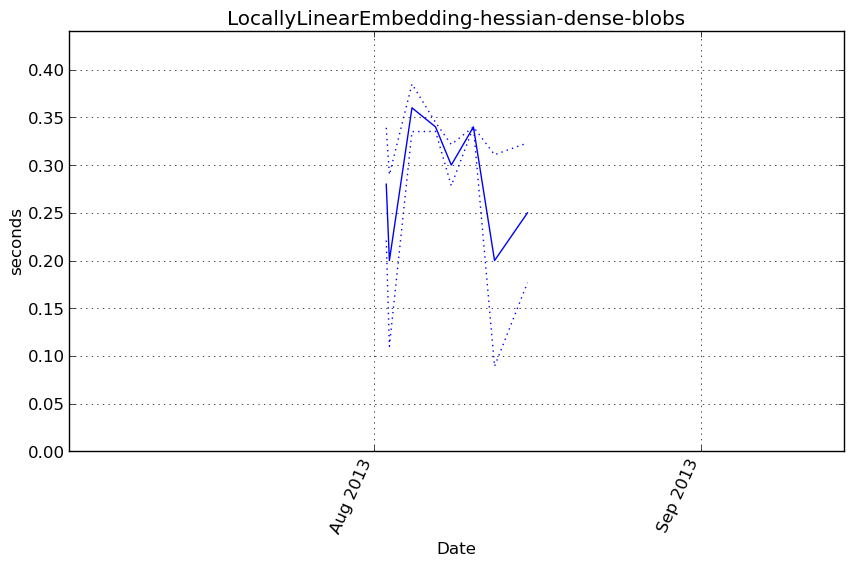 LocallyLinearEmbedding-hessian-dense-blobs
0.40
0.35
0.30
0.25
0.20
0.15
0.10
0.05
0.00
seconds
Aug 2013
Sep 2013
Date